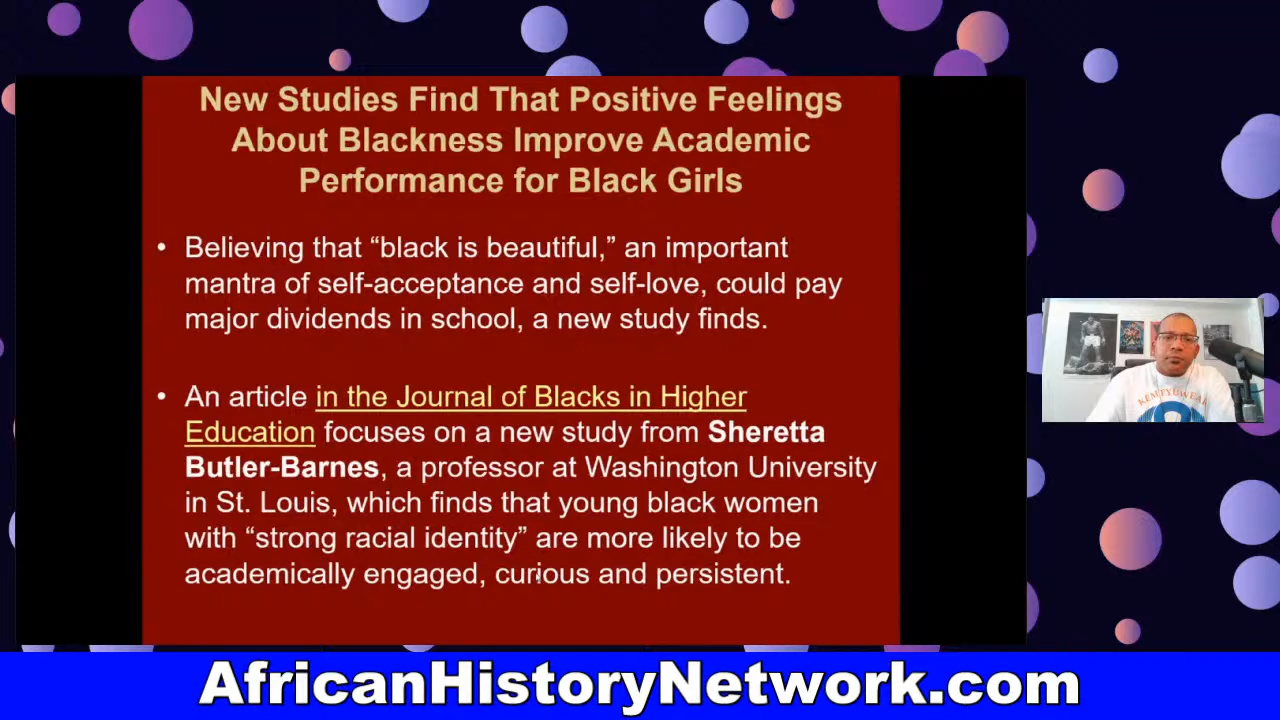 New Studies Find That Positive Feelings
About Blackness Improve Academic
Performance for Black Girls
• Believing that “black is beautiful,” an important
mantra of self-acceptance and self-love, could pay
major dividends in school, a new study finds.
• An article in the Journal of Blacks in Higher
Education focuses on a new study from Sheretta
Butler-Barnes, a professor at Washington University
in St. Louis, which finds that young black women
with “strong racial identity” are more likely to be
academically engaged, curious and persistent.
KEMETUWEAR
AfricanHistoryNetwork.com